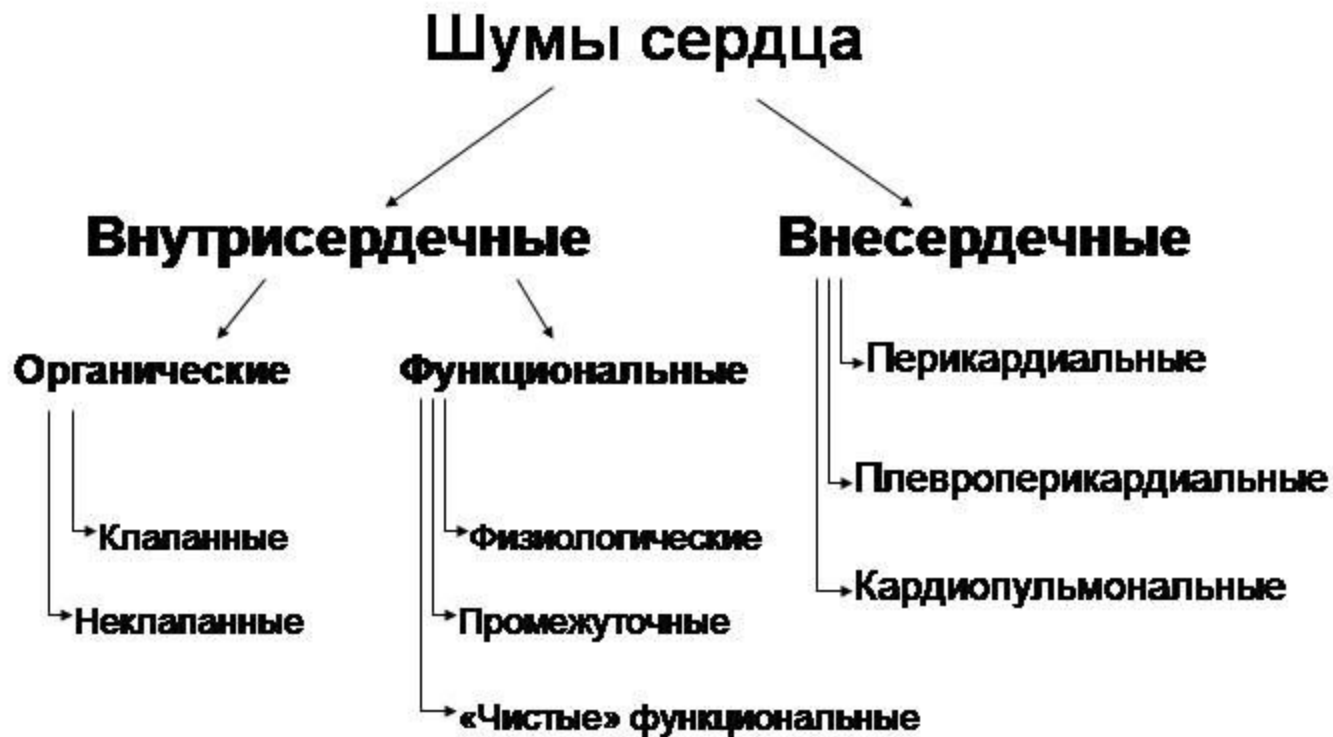 Шумы сердца
Внутрисердечные
Внесердечные
Органические
Функциональные
Перикардиальные
Плевроперикардиальные
Клапанные
Физиологические
Кардиопульмональные
Неклапанные
Промежуточные
«Чистые» функциональные